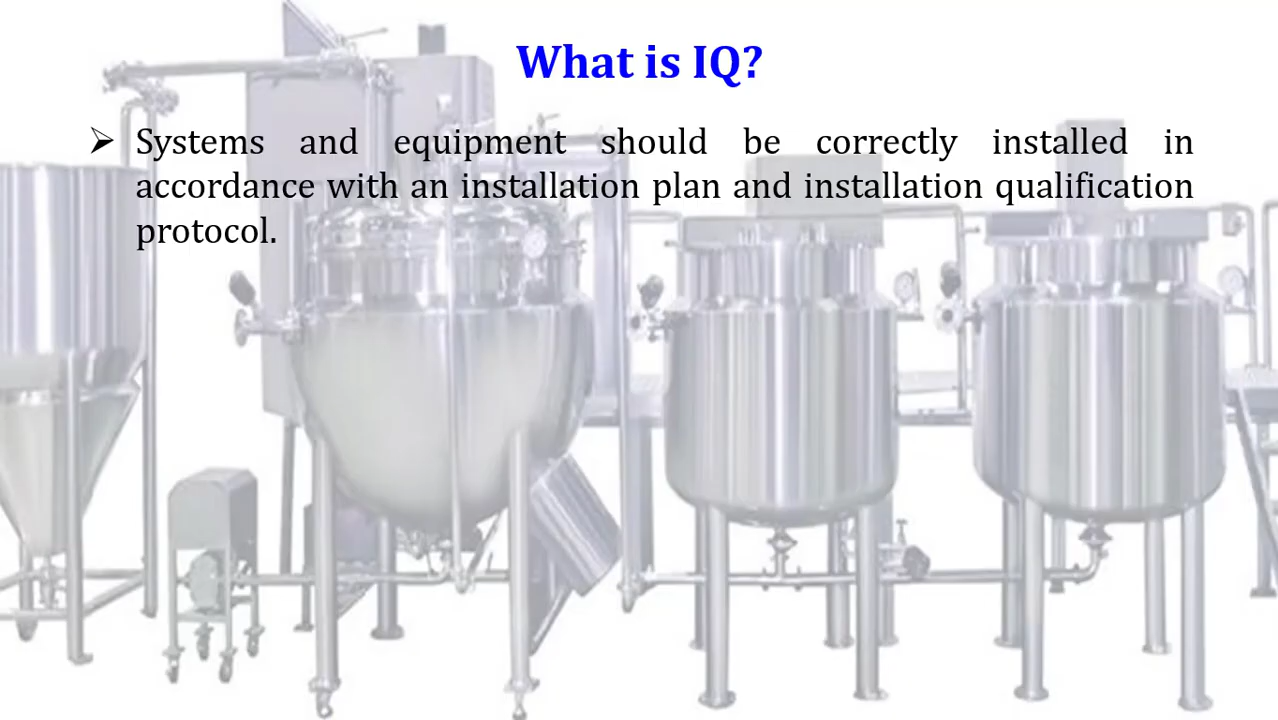 What is IQ?
➢ Systems and equipment should be correctly installed in
accordance with an installation plan and installation qualification
protocol.